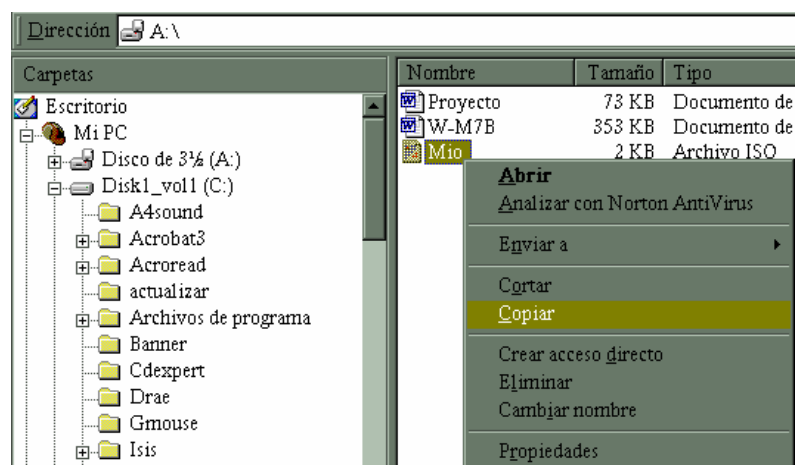 Dirección A:\
Carpetas
Escritorio
Mi PC
Disco de 3½ (A:)
Disk1_vol1 (C:)
A4sound
Acrobat3
Acroread
actualizar
Archivos de programa
Banner
Cdexpert
Drae
Gmouse
Isis
Nombre Tamaño Tipo
Proyecto 73 KB Documento de
W-M7B 353 KB Documento de
Mio 2 KB Archivo ISO
Abrir
Analizar con Norton AntiVirus
Enviar a
Cortar
Copiar
Crear acceso directo
Eliminar
Cambiar nombre
Propiedades